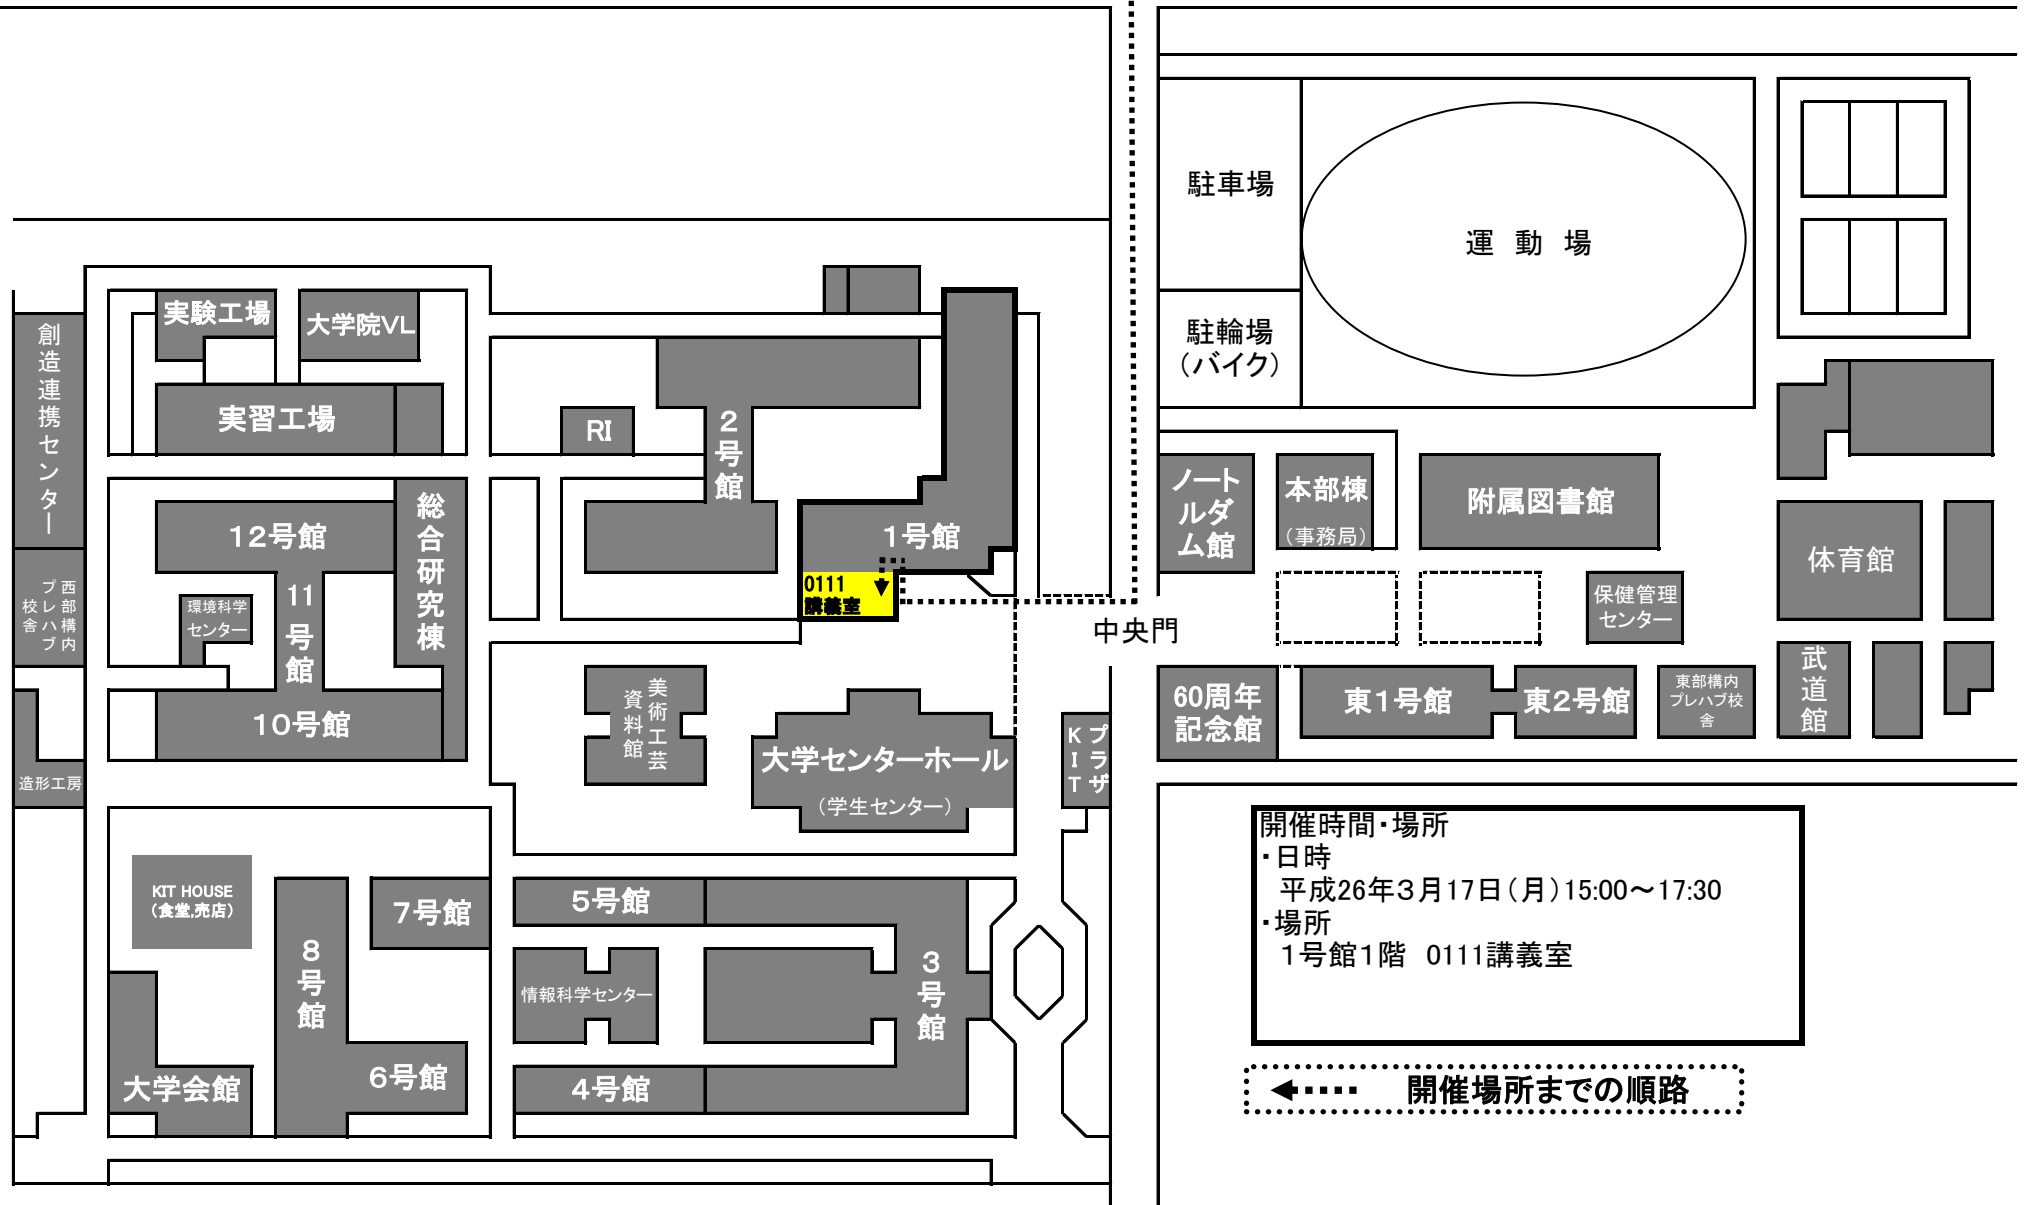 駐車場
運 動 場
駐輪場
（バイク）
実験工場
大学院VL
創造連携センター
実習工場
RI
2号館
ノート
ルダ
ム館
本部棟
（事務局）
附属図書館
12号館
総合研究棟
1号館
体育館
西部構内
プレハブ
校舎
環境科学
センター
11号館
0111
講義室
保健管理
センター
中央門
10号館
美術工芸
資料館
60周年
記念館
東1号館
東2号館
東部構内
プレハブ校
舎
武道館
造形工房
大学センターホール
（学生センター）
プラザ
KIT
開催時間・場所
・日時
平成26年3月17日（月）15:00～17:30
・場所
1号館1階 0111講義室
KIT HOUSE
（食堂,売店）
7号館
5号館
8号館
情報科学センター
3号館
大学会館
6号館
4号館
開催場所までの順路